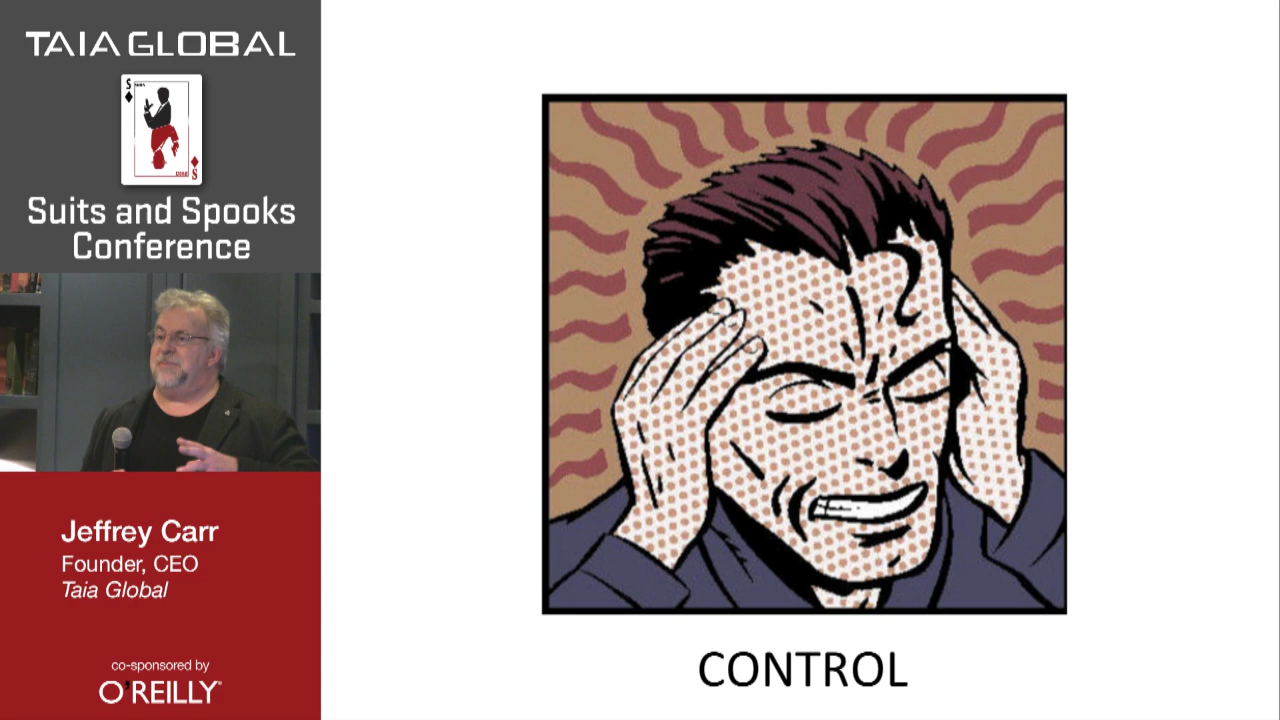 TAIA GLOBAL
S
S
Suits and Spooks
Conference
Jeffrey Carr
Founder, CEO
Taia Global
co-sponsored by
O'REILLY
CONTROL